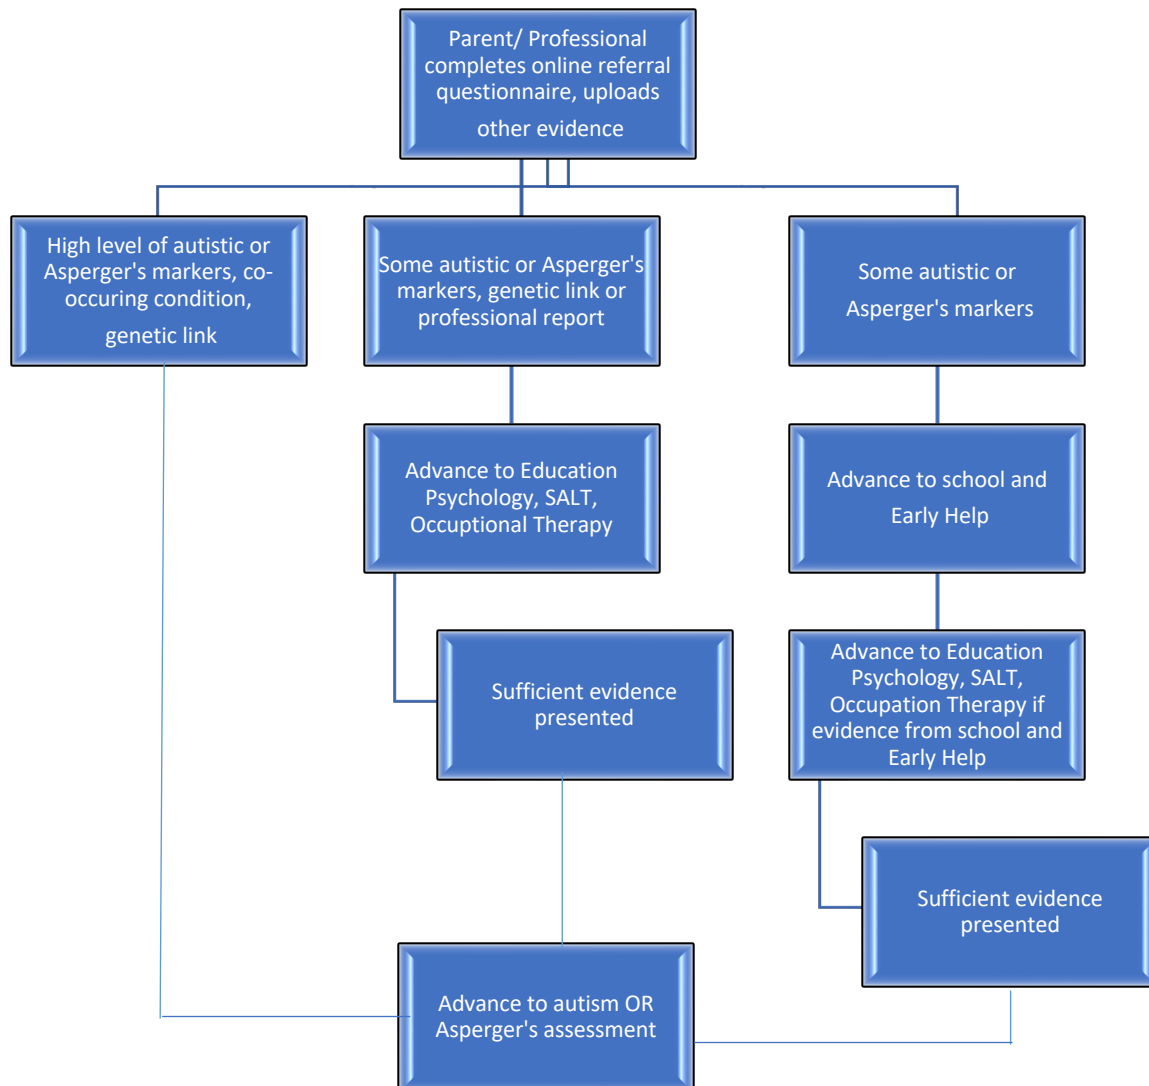 Parent/ Professional
completes online referral
questionnaire, uploads
other evidence
High level of autistic or
Asperger's markers, co-
occuring condition,
genetic link
Some autistic or Asperger's
markers, genetic link or
professional report
Some autistic or
Asperger's markers
Advance to Education
Psychology, SALT,
Occuptional Therapy
Advance to school and
Early Help
Sufficient evidence
presented
Advance to Education
Psychology, SALT,
Occupation Therapy if
evidence from school and
Early Help
Sufficient evidence
presented
Advance to autism OR
Asperger's assessment